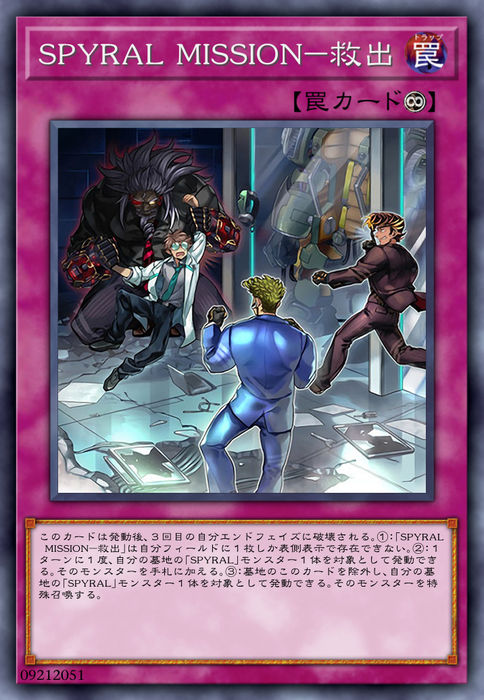 SPYRAL MISSION－救出
トラップ
罠
【罠カード∞】
このカードは発動後、３回目の自分エンドフェイズに破壊される。①：「SPYRAL
MISSION－救出」は自分フィールドに１枚しか表側表示で存在できない。②：１
ターンに１度、自分の墓地の「SPYRAL」モンスター１体を対象として発動でき
る。そのモンスターを手札に加える。③：墓地のこのカードを除外し、自分の墓
地の「SPYRAL」モンスター１体を対象として発動できる。そのモンスターを特
殊召喚する。
09212051